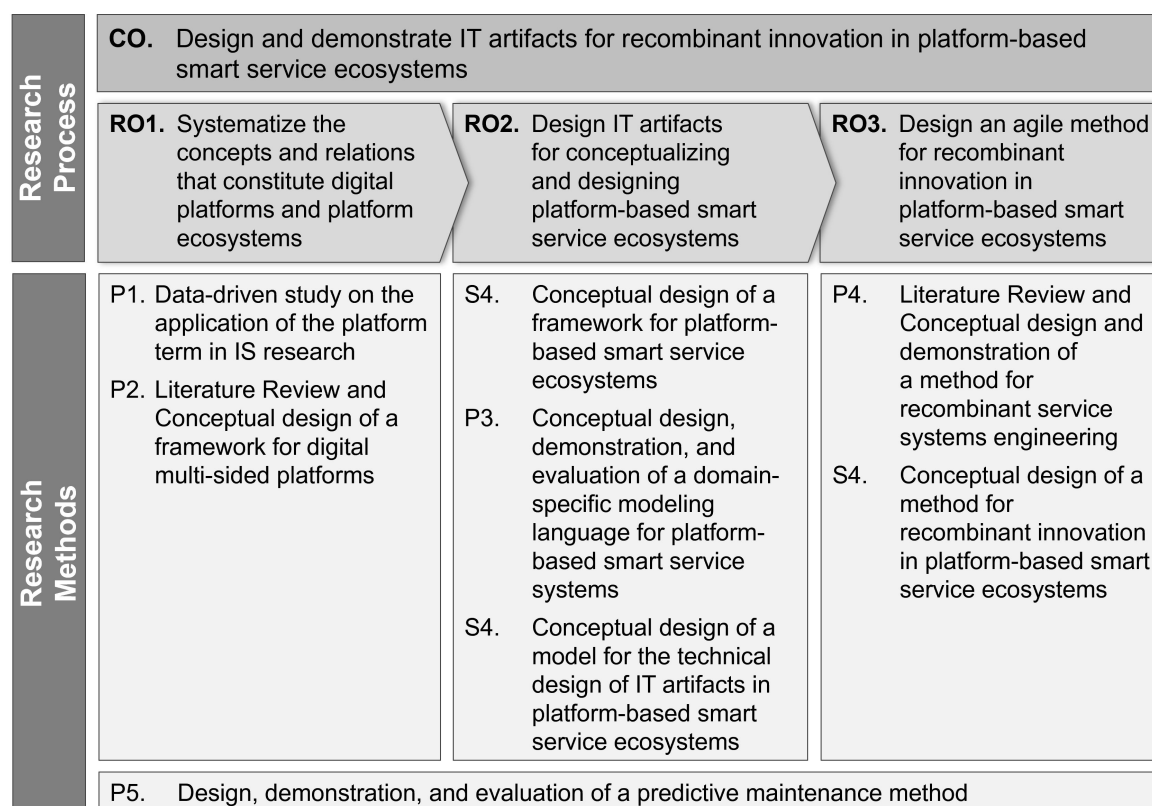 Research
Process
CO. Design and demonstrate IT artifacts for recombinant innovation in platform-based
smart service ecosystems
RO1. Systematize the
concepts and relations
that constitute digital
platforms and platform
ecosystems
RO2. Design IT artifacts
for conceptualizing
and designing
platform-based smart
service ecosystems
RO3. Design an agile method
for recombinant
innovation in
platform-based smart
service ecosystems
Research
Methods
P1. Data-driven study on the
application of the platform
term in IS research
P2. Literature Review and
Conceptual design of a
framework for digital
multi-sided platforms
S4. Conceptual design of a
framework for platform-
based smart service
ecosystems
P3. Conceptual design,
demonstration, and
evaluation of a domain-
specific modeling
language for platform-
based smart service
systems
S4. Conceptual design of a
model for the technical
design of IT artifacts in
platform-based smart
service ecosystems
P4. Literature Review and
Conceptual design and
demonstration of
a method for
recombinant service
systems engineering
S4. Conceptual design of a
method for
recombinant innovation
in platform-based smart
service ecosystems
P5. Design, demonstration, and evaluation of a predictive maintenance method